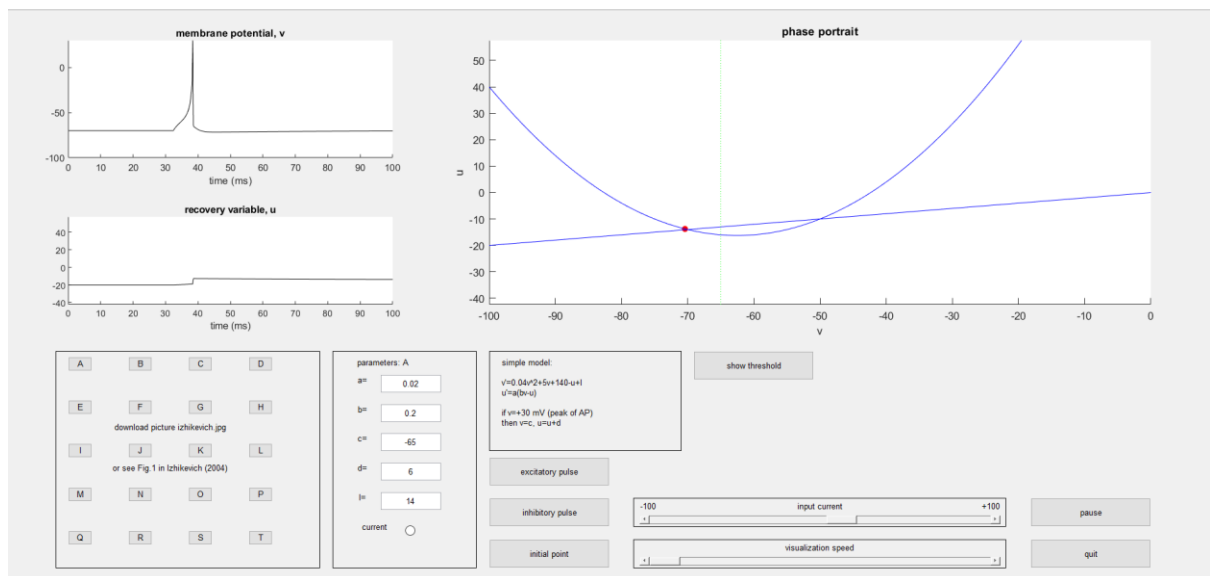 membrane potential, v
0
-50
-100
0 10 20 30 40 50 60 70 80 90 100
time (ms)
recovery variable, u
40
20
0
-20
-40
0 10 20 30 40 50 60 70 80 90 100
time (ms)
phase portrait
u
50
40
30
20
10
0
-10
-20
-30
-40
-100 -90 -80 -70 -60 -50 -40 -30 -20 -10 0
v
A B C D
E F G H
download picture izhikevich.jpg
I J K L
or see Fig.1 in Izhikevich (2004)
M N O P
Q R S T
parameters: A
a= 0.02
b= 0.2
c= -65
d= 6
I= 14
current
simple model:
v'=0.04v^2+5v+140-u+I
u'=a(bv-u)
if v=+30 mV (peak of AP)
then v=c, u=u+d
show threshold
excitatory pulse
inhibitory pulse
initial point
-100 input current +100
visualization speed
pause
quit